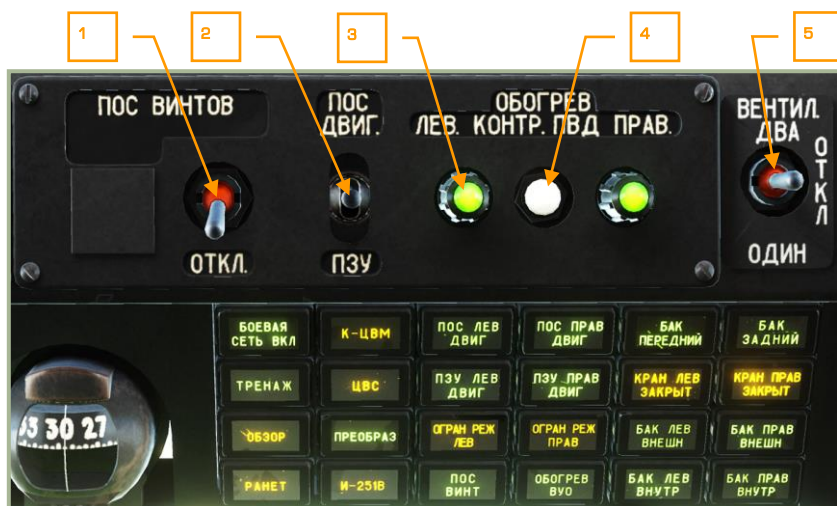 1 2 3 4 5
ПОС ВИНТОВ
ОТКЛ.
ПОС
ДВИГ.
ПЗУ
ОБОГРЕВ
ЛЕВ. КОНТР. ПВД ПРАВ.
ВЕНТИЛ.
ДВА
ОТКЛ
ОДИН
БОЕВАЯ
СЕТЬ ВКЛ
К-ЦВМ
ПОС ЛЕВ
ДВИГ
ПОС ПРАВ
ДВИГ
БАК
ПЕРЕДНИЙ
БАК
ЗАДНИЙ
ТРЕНАЖ
ЦВС
ПЗУ ЛЕВ
ДВИГ
ПЗУ ПРАВ
ДВИГ
КРАН ЛЕВ
ЗАКРЫТ
КРАН ПРАВ
ЗАКРЫТ
ОБЗОР
ПРЕОБРАЗ
ОГРАН РЕЖ
ЛЕВ
ОГРАН РЕЖ
ПРАВ
БАК ЛЕВ
ВНЕШН
БАК ПРАВ
ВНЕШН
РАНЕТ
И-251В
ПОС
ВИНТ
ОБОГРЕВ
ВУО
БАК ЛЕВ
ВНУТР
БАК ПРАВ
ВНУТР
33 30 27